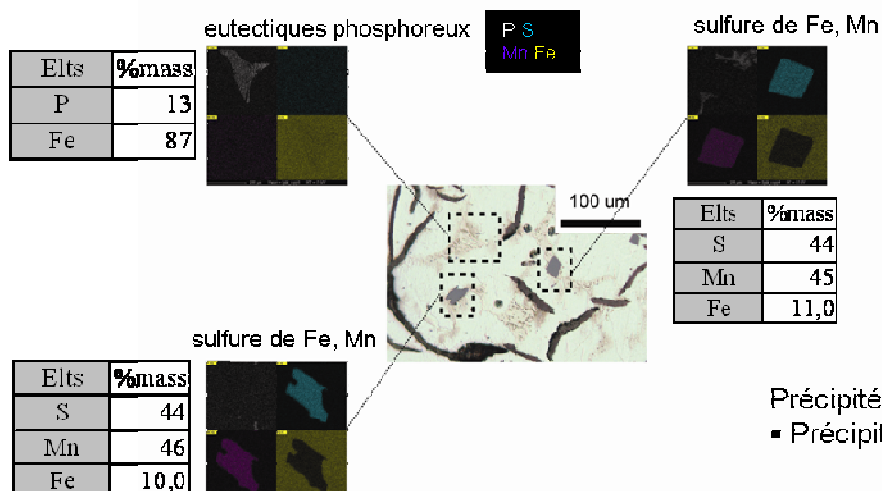 eutectiques phosphoreux
P S
Mn Fe
sulfure de Fe, Mn
Elts %mass
P 13
Fe 87
100 um
Elts %mass
S 44
Mn 45
Fe 11,0
sulfure de Fe, Mn
Elts %mass
S 44
Mn 46
Fe 10,0
Précipité
▪ Précipit